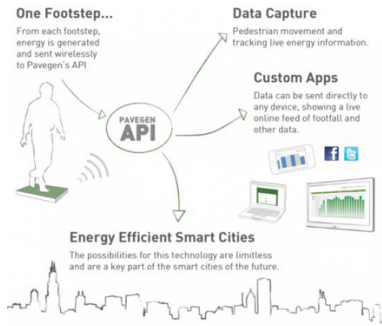 One Footstep...
From each footstep,
energy is generated
and sent wirelessly
to Pavegen's API
Data Capture
Pedestrian movement and
tracking live energy information.
Custom Apps
Data can be sent directly to
any device, showing a live
online feed of footfall and
other data.
PAVEGEN
API
Energy Efficient Smart Cities
The possibilities for this technology are limitless
and are a key part of the smart cities of the future.